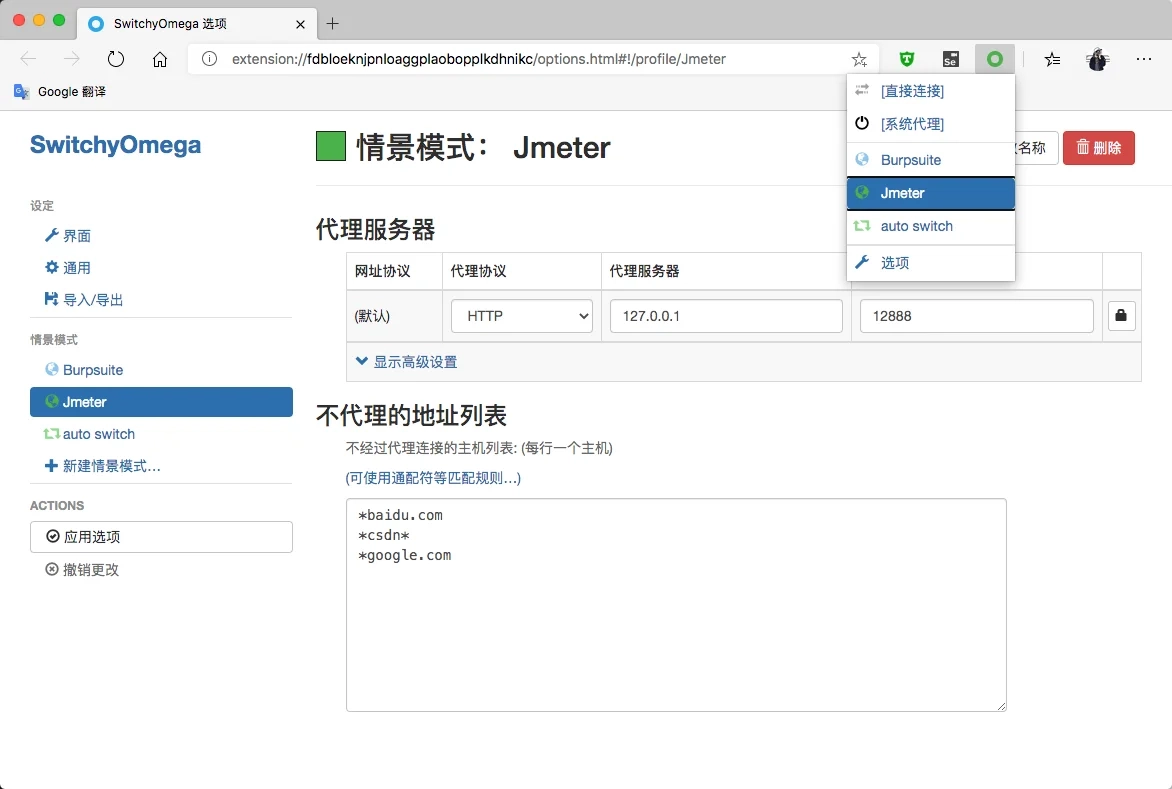 SwitchyOmega 选项
extension://fdbloeknjpnloaggplaobopplkdhnikc/options.html#!/profile/Jmeter
Se
Google 翻译
[直接连接]
[系统代理]
Burpsuite
Jmeter
auto switch
选项
SwitchyOmega
设定
界面
通用
导入/导出
情景模式
Burpsuite
Jmeter
auto switch
新建情景模式…
ACTIONS
应用选项
撤销更改
情景模式： Jmeter
名称
删除
代理服务器
网址协议 代理协议 代理服务器
(默认) HTTP 127.0.0.1 12888
显示高级设置
不代理的地址列表
不经过代理连接的主机列表: (每行一个主机)
(可使用通配符等匹配规则…)
*baidu.com
*csdn*
*google.com